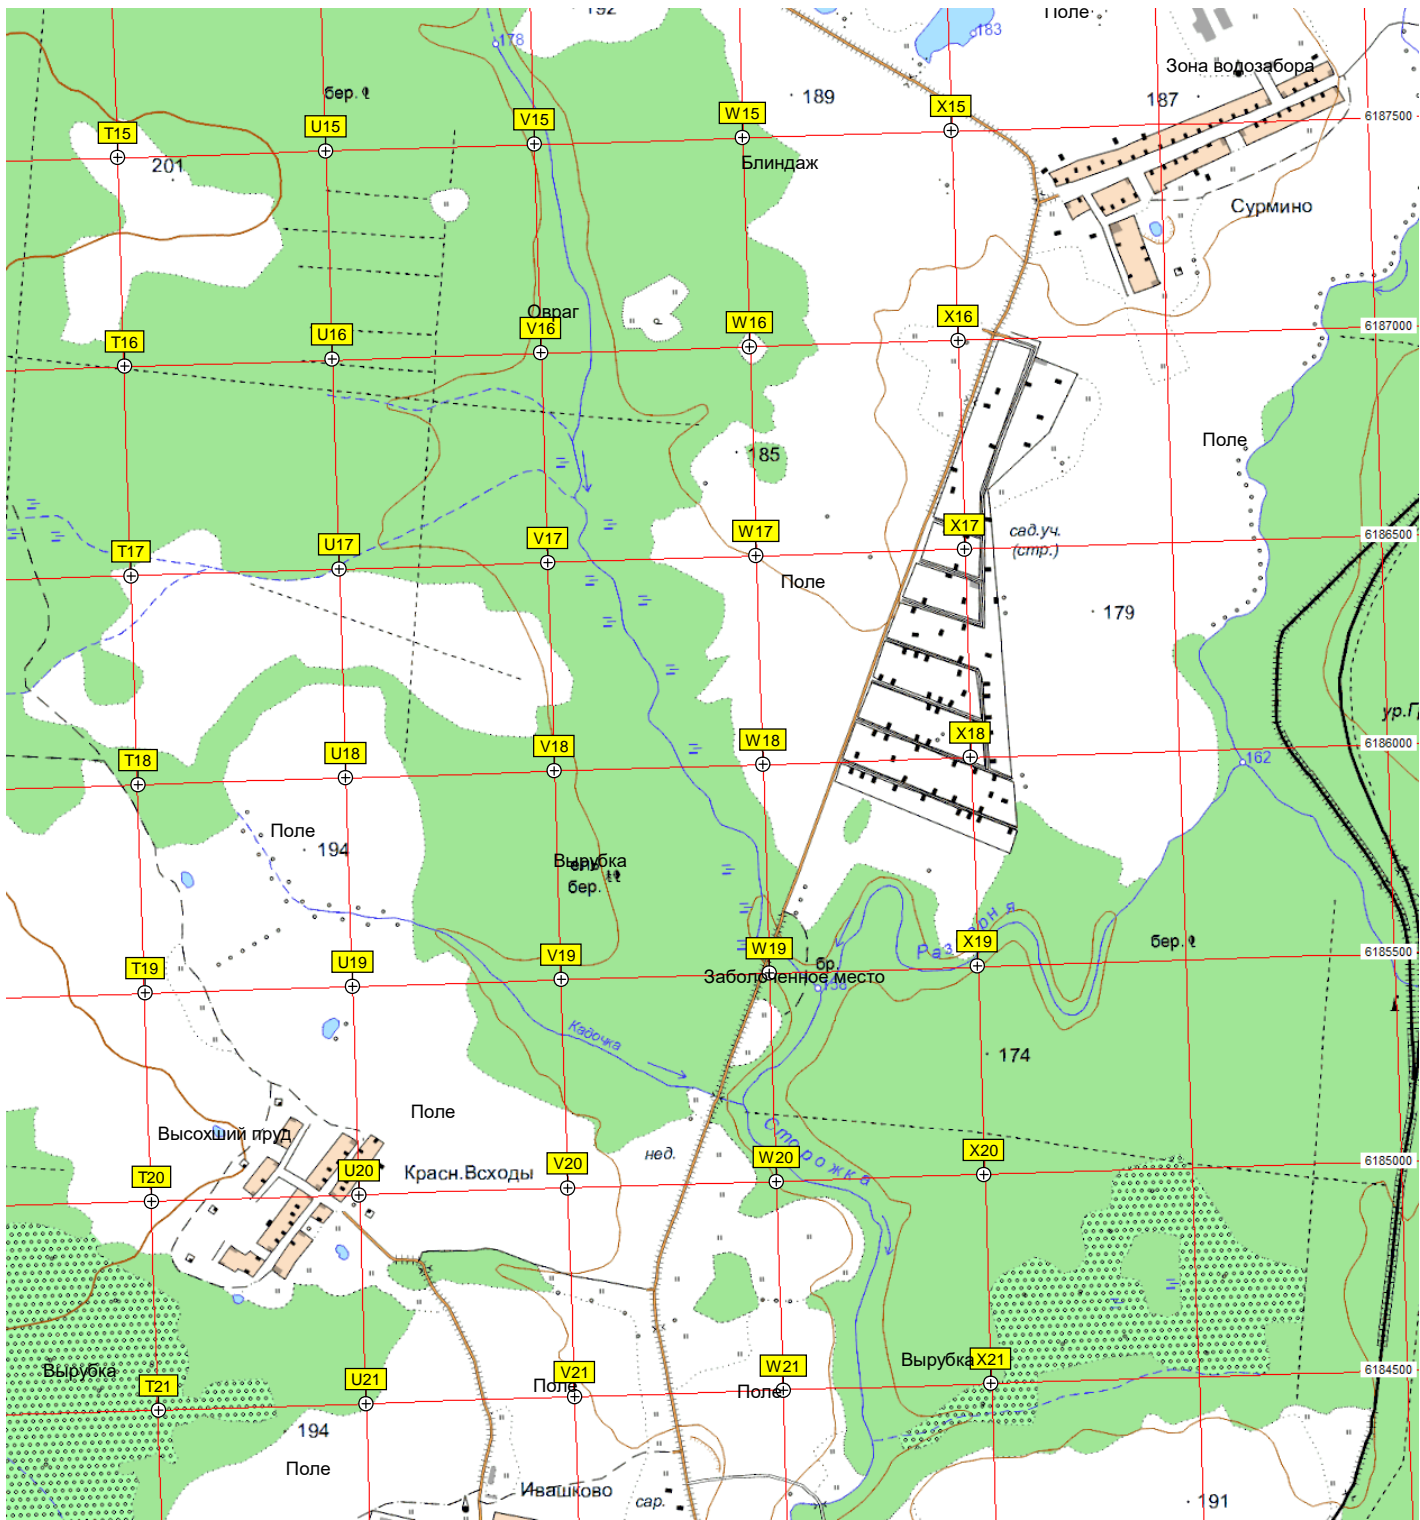 192
Поле
183
178
Зона водозабора
бер.
189
187
6187500
T15
U15
V15
W15
X15
201
Блиндаж
Сурмино
Овраг
T16
U16
V16
W16
X16
6187000
Поле
185
T17
U17
V17
W17
X17
сад.уч.
(стр.)
6186500
Поле
179
T18
U18
V18
W18
X18
6186000
162
Поле
194
Вырубка
бер.
T19
U19
V19
W19
X19
бр.
бер.
6185500
Заболоченное место
158
Кадочка
174
Поле
Высохший пруд
Сторожка
нед.
T20
U20
V20
W20
X20
6185000
Красн.Всходы
Вырубка
T21
U21
V21
W21
X21
6184500
Вырубка
Поле
Поле
194
Поле
Ивашково
сар.
191